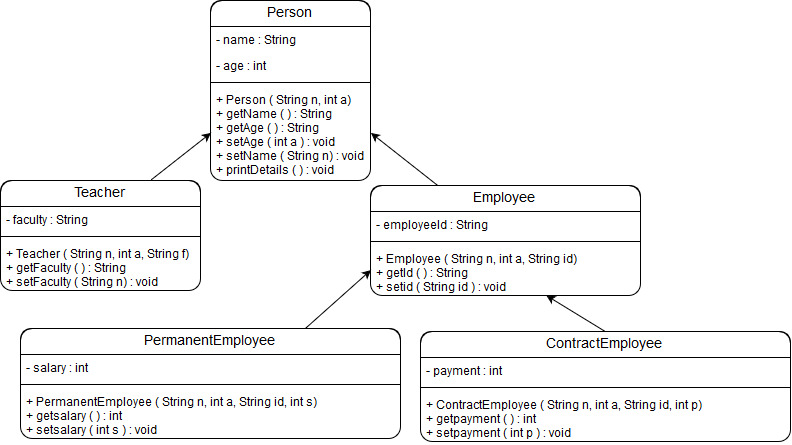 Person
- name : String
- age : int
+ Person ( String n, int a)
+ getName ( ) : String
+ getAge ( ) : String
+ setAge ( int a ) : void
+ setName ( String n) : void
+ printDetails ( ) : void
Teacher
- faculty : String
+ Teacher ( String n, int a, String f)
+ getFaculty ( ) : String
+ setFaculty ( String n) : void
Employee
- employeeId : String
+ Employee ( String n, int a, String id)
+ getId ( ) : String
+ setid ( String id ) : void
PermanentEmployee
- salary : int
+ PermanentEmployee ( String n, int a, String id, int s)
+ getsalary ( ) : int
+ setsalary ( int s ) : void
ContractEmployee
- payment : int
+ ContractEmployee ( String n, int a, String id, int p)
+ getpayment ( ) : int
+ setpayment ( int p ) : void